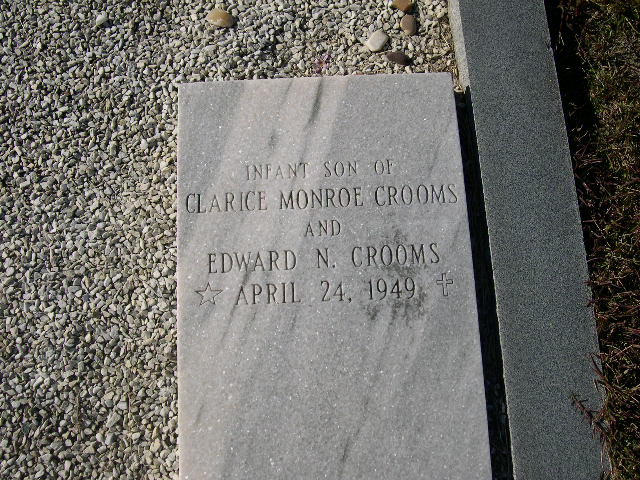 INFANT SON OF
CLARICE MONROE CROOMS
AND
EDWARD N. CROOMS
☆ APRIL 24, 1949 ✝